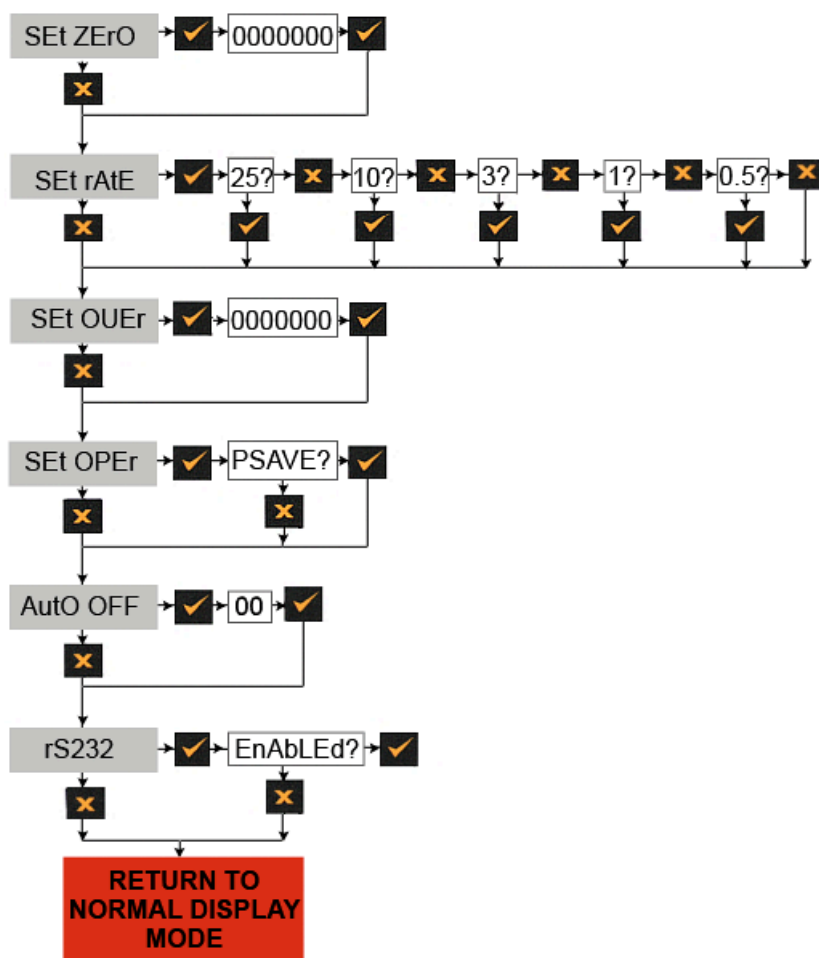 SEt ZErO
0000000
SEt rAtE
25?
10?
3?
1?
0.5?
SEt OUEr
0000000
SEt OPEr
PSAVE?
AutO OFF
00
rS232
EnAbLEd?
RETURN TO
NORMAL DISPLAY
MODE